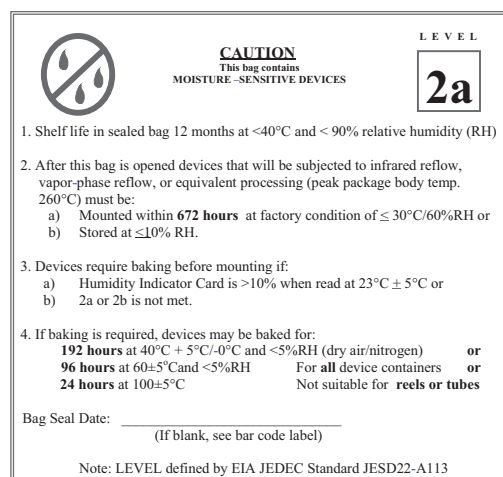 LEVEL
CAUTION
This bag contains
MOISTURE –SENSITIVE DEVICES
2a
1. Shelf life in sealed bag 12 months at <40°C and < 90% relative humidity (RH)
2. After this bag is opened devices that will be subjected to infrared reflow,
vapor-phase reflow, or equivalent processing (peak package body temp.
260°C) must be:
a) Mounted within 672 hours at factory condition of ≤ 30°C/60%RH or
b) Stored at ≤10% RH.
3. Devices require baking before mounting if:
a) Humidity Indicator Card is >10% when read at 23°C ± 5°C or
b) 2a or 2b is not met.
4. If baking is required, devices may be baked for:
192 hours at 40°C + 5°C/-0°C and <5%RH (dry air/nitrogen) or
96 hours at 60±5°Cand <5%RH For all device containers or
24 hours at 100±5°C Not suitable for reels or tubes
Bag Seal Date: ______________________________
(If blank, see bar code label)
Note: LEVEL defined by EIA JEDEC Standard JESD22-A113